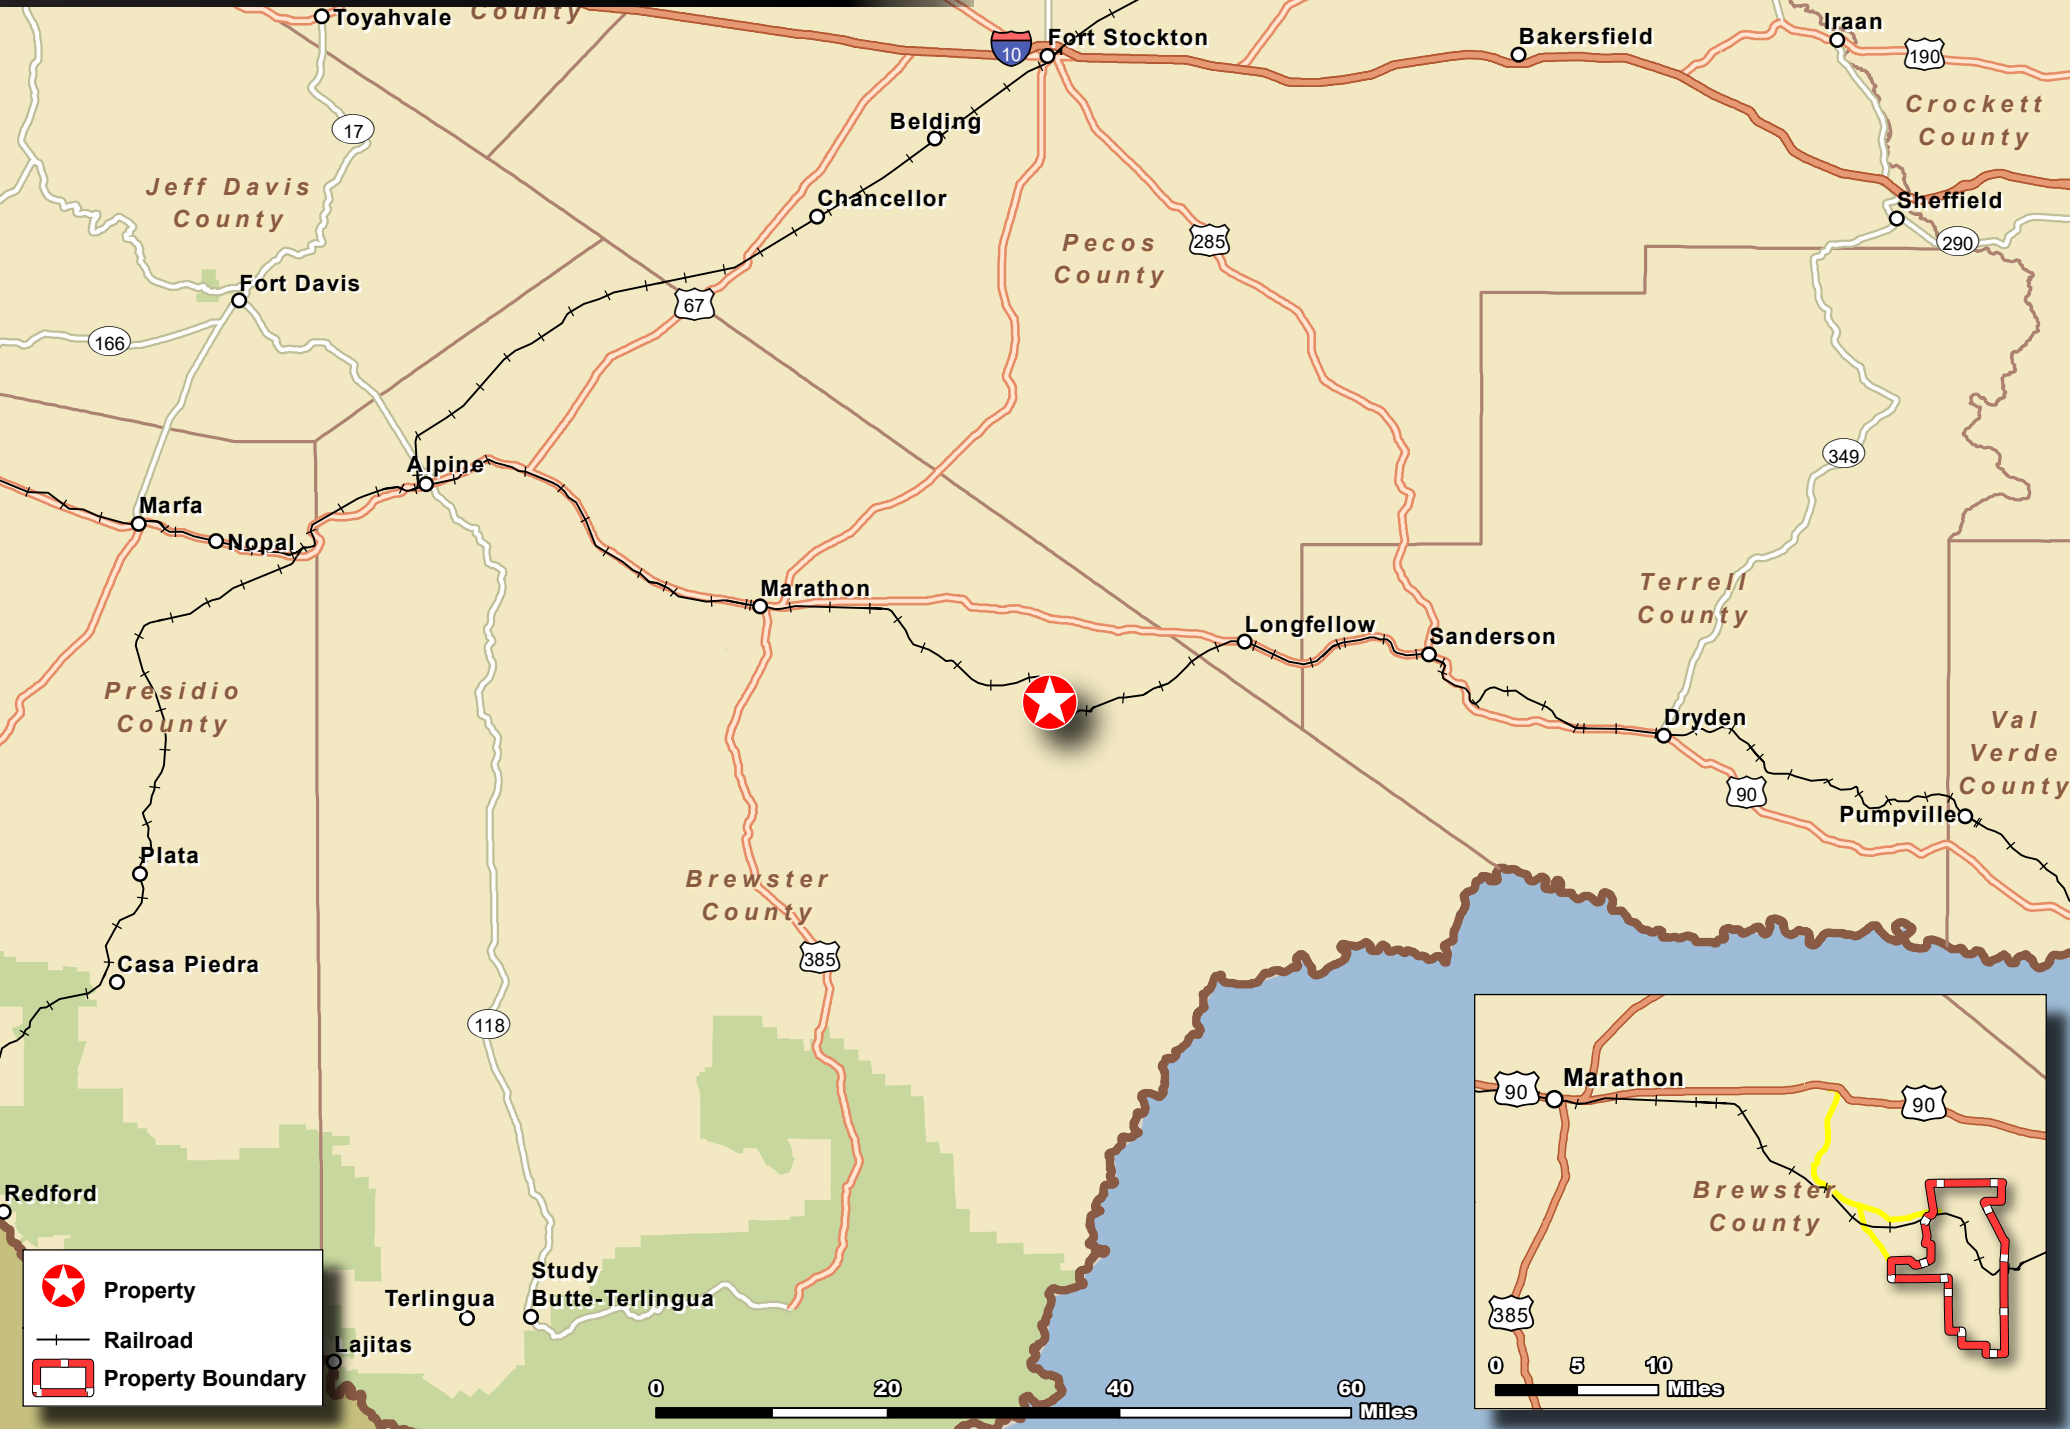 Toyahvale
County
Iraan
10
Fort Stockton
Bakersfield
190
Crockett
County
17
Belding
Jeff Davis
County
Chancellor
Sheffield
Pecos
County
285
290
Fort Davis
67
166
349
Alpine
Marfa
Nopal
Marathon
Terrell
County
Longfellow
Sanderson
Presidio
County
Dryden
Val
Verde
County
90
Pumpville
Plata
Brewster
County
385
Casa Piedra
118
Redford
Study
Butte-Terlingua
Terlingua
Lajitas
Property
Railroad
Property Boundary
0 20 40 60
Miles
90
Marathon
90
Brewster
County
385
0 5 10
Miles